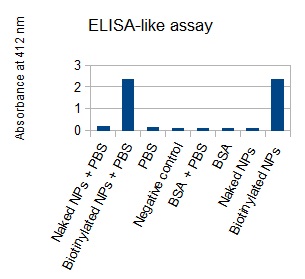 ELISA-like assay
Absorbance at 412 nm
3
2
1
0
Naked NPs + PBS
Biotinylated NPs + PBS
PBS
Negative control
BSA + PBS
BSA
Naked NPs
Biotinylated NPs